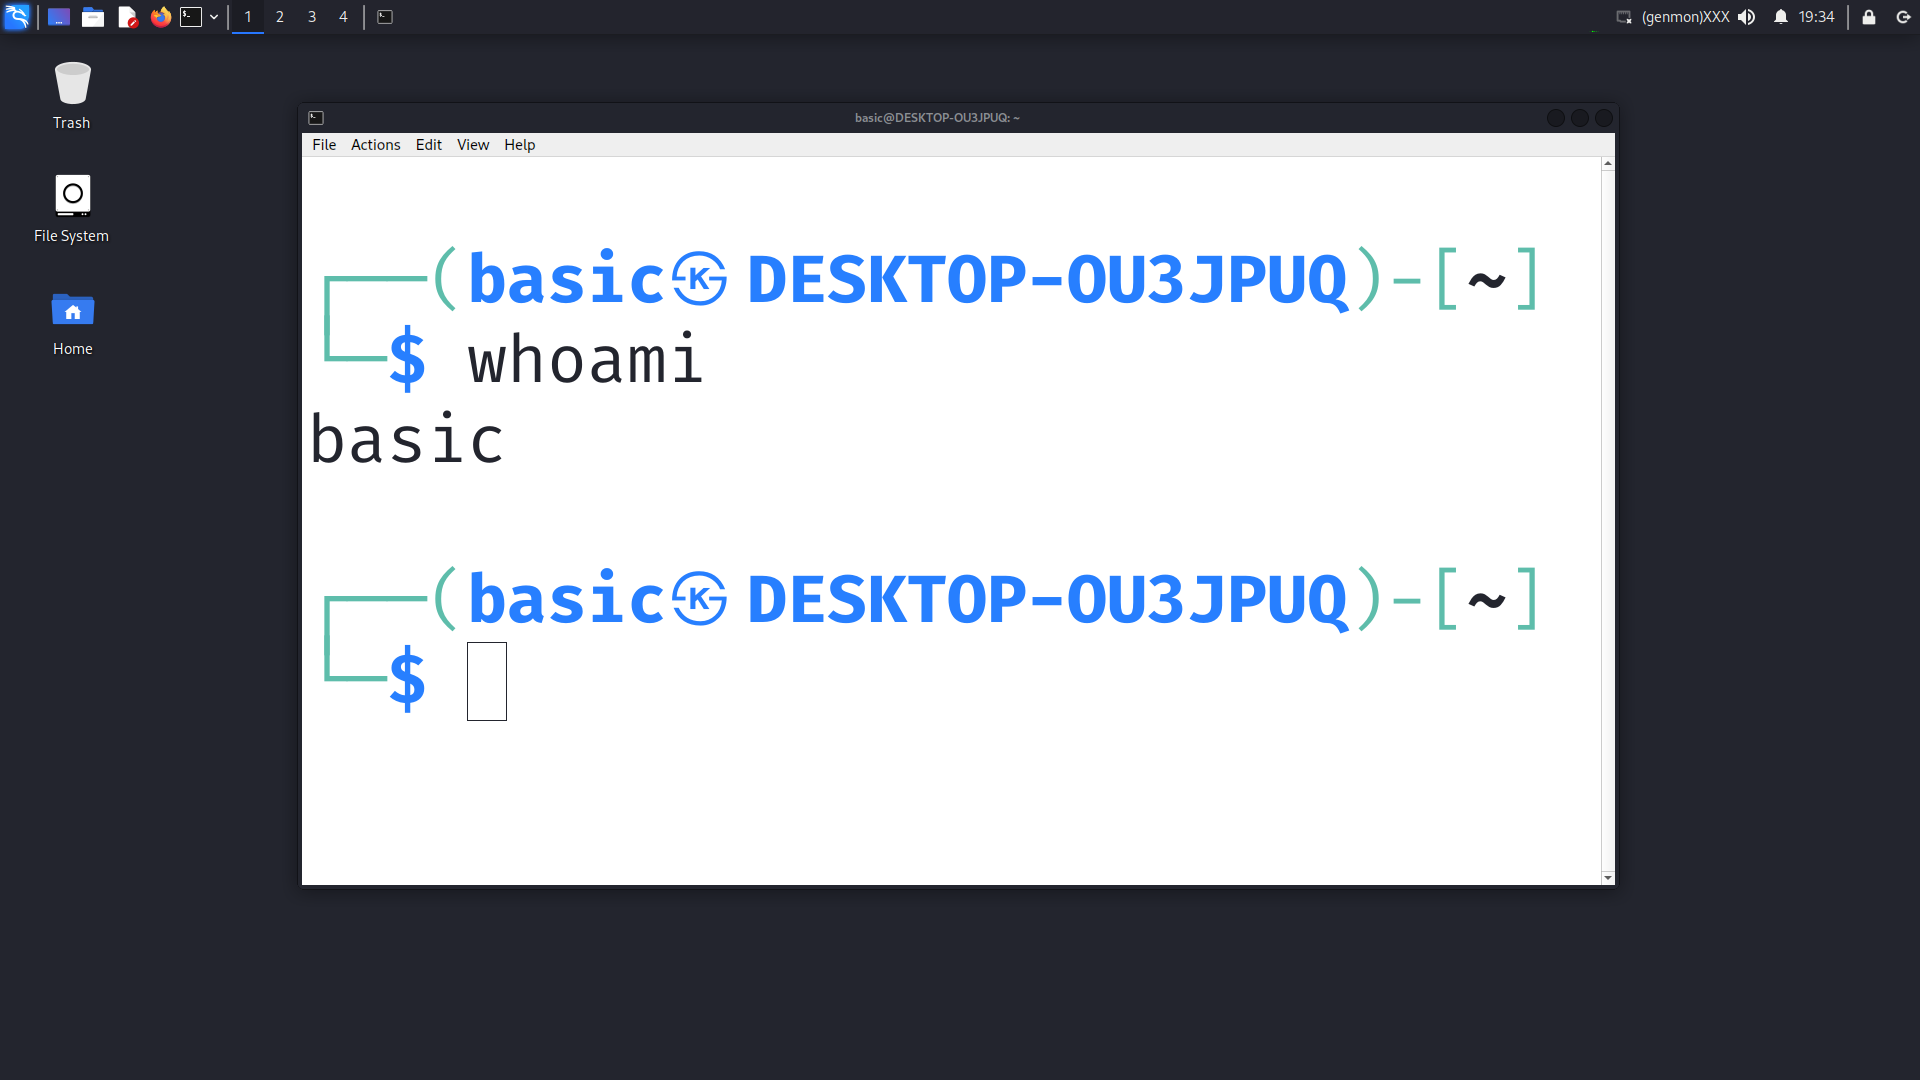 1 2 3 4 (genmon)XXX 19:34
Trash
File System
Home
basic@DESKTOP-OU3JPUQ: ~
File Actions Edit View Help
┌──(basic㉿DESKTOP-OU3JPUQ)-[~]
└─$ whoami
basic
┌──(basic㉿DESKTOP-OU3JPUQ)-[~]
└─$